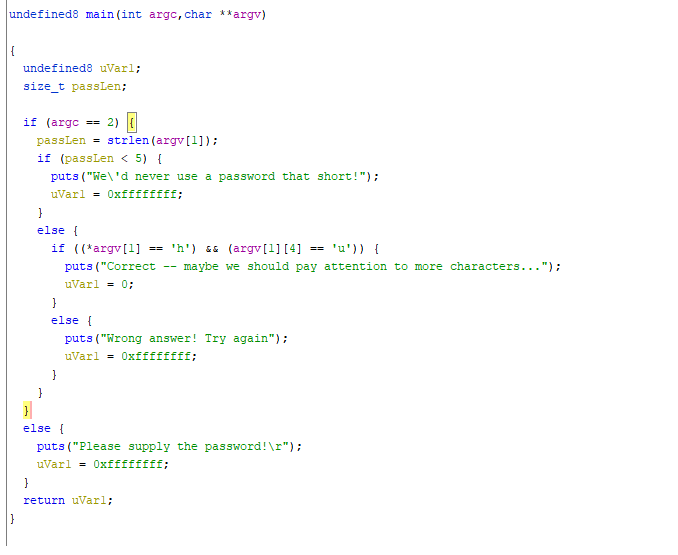 undefined8 main(int argc,char **argv)
{
undefined8 uVar1;
size_t passLen;
if (argc == 2) {
passLen = strlen(argv[1]);
if (passLen < 5) {
puts("We\'d never use a password that short!");
uVar1 = 0xffffffff;
}
else {
if ((*argv[1] == 'h') && (argv[1][4] == 'u')) {
puts("Correct -- maybe we should pay attention to more characters...");
uVar1 = 0;
}
else {
puts("Wrong answer! Try again");
uVar1 = 0xffffffff;
}
}
}
else {
puts("Please supply the password!\r");
uVar1 = 0xffffffff;
}
return uVar1;
}